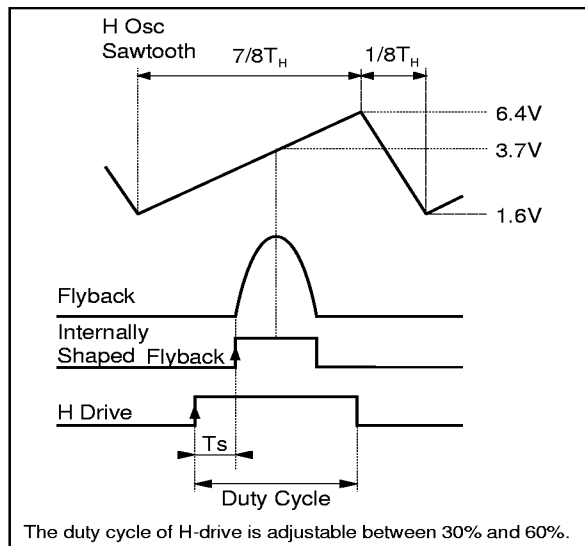 H Osc
Sawtooth
7/8TH
1/8TH
6.4V
3.7V
1.6V
Flyback
Internally
Shaped Flyback
H Drive
Ts
Duty Cycle
The duty cycle of H-drive is adjustable between 30% and 60%.